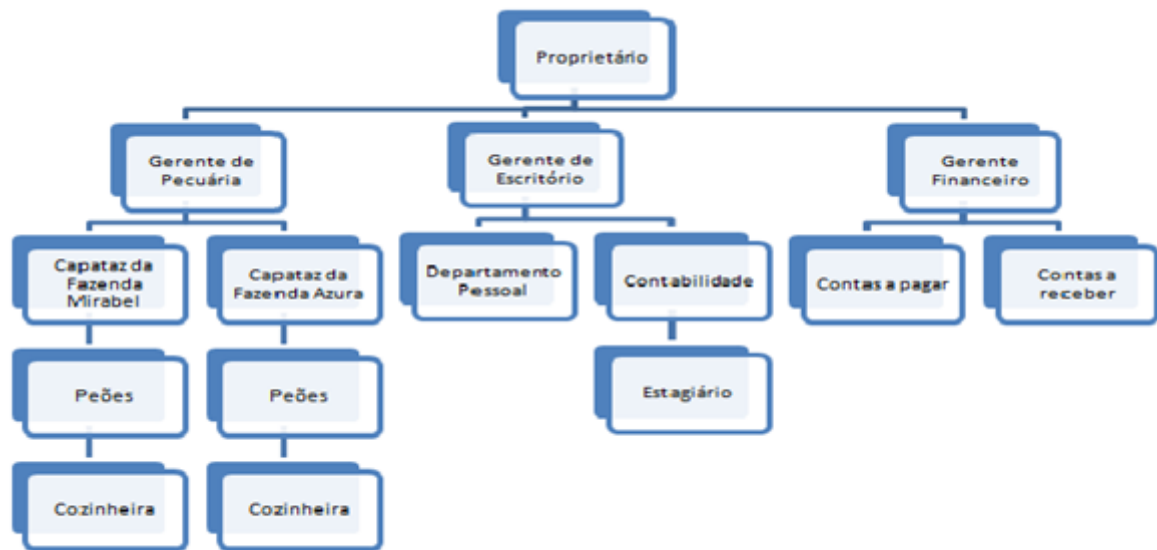 Proprietário
Gerente de
Pecuária
Gerente de
Escritório
Gerente
Financeiro
Capataz da
Fazenda
Mirabel
Capataz da
Fazenda Azura
Departamento
Pessoal
Contabilidade
Contas a pagar
Contas a
receber
Peões
Peões
Estagiário
Cozinheira
Cozinheira